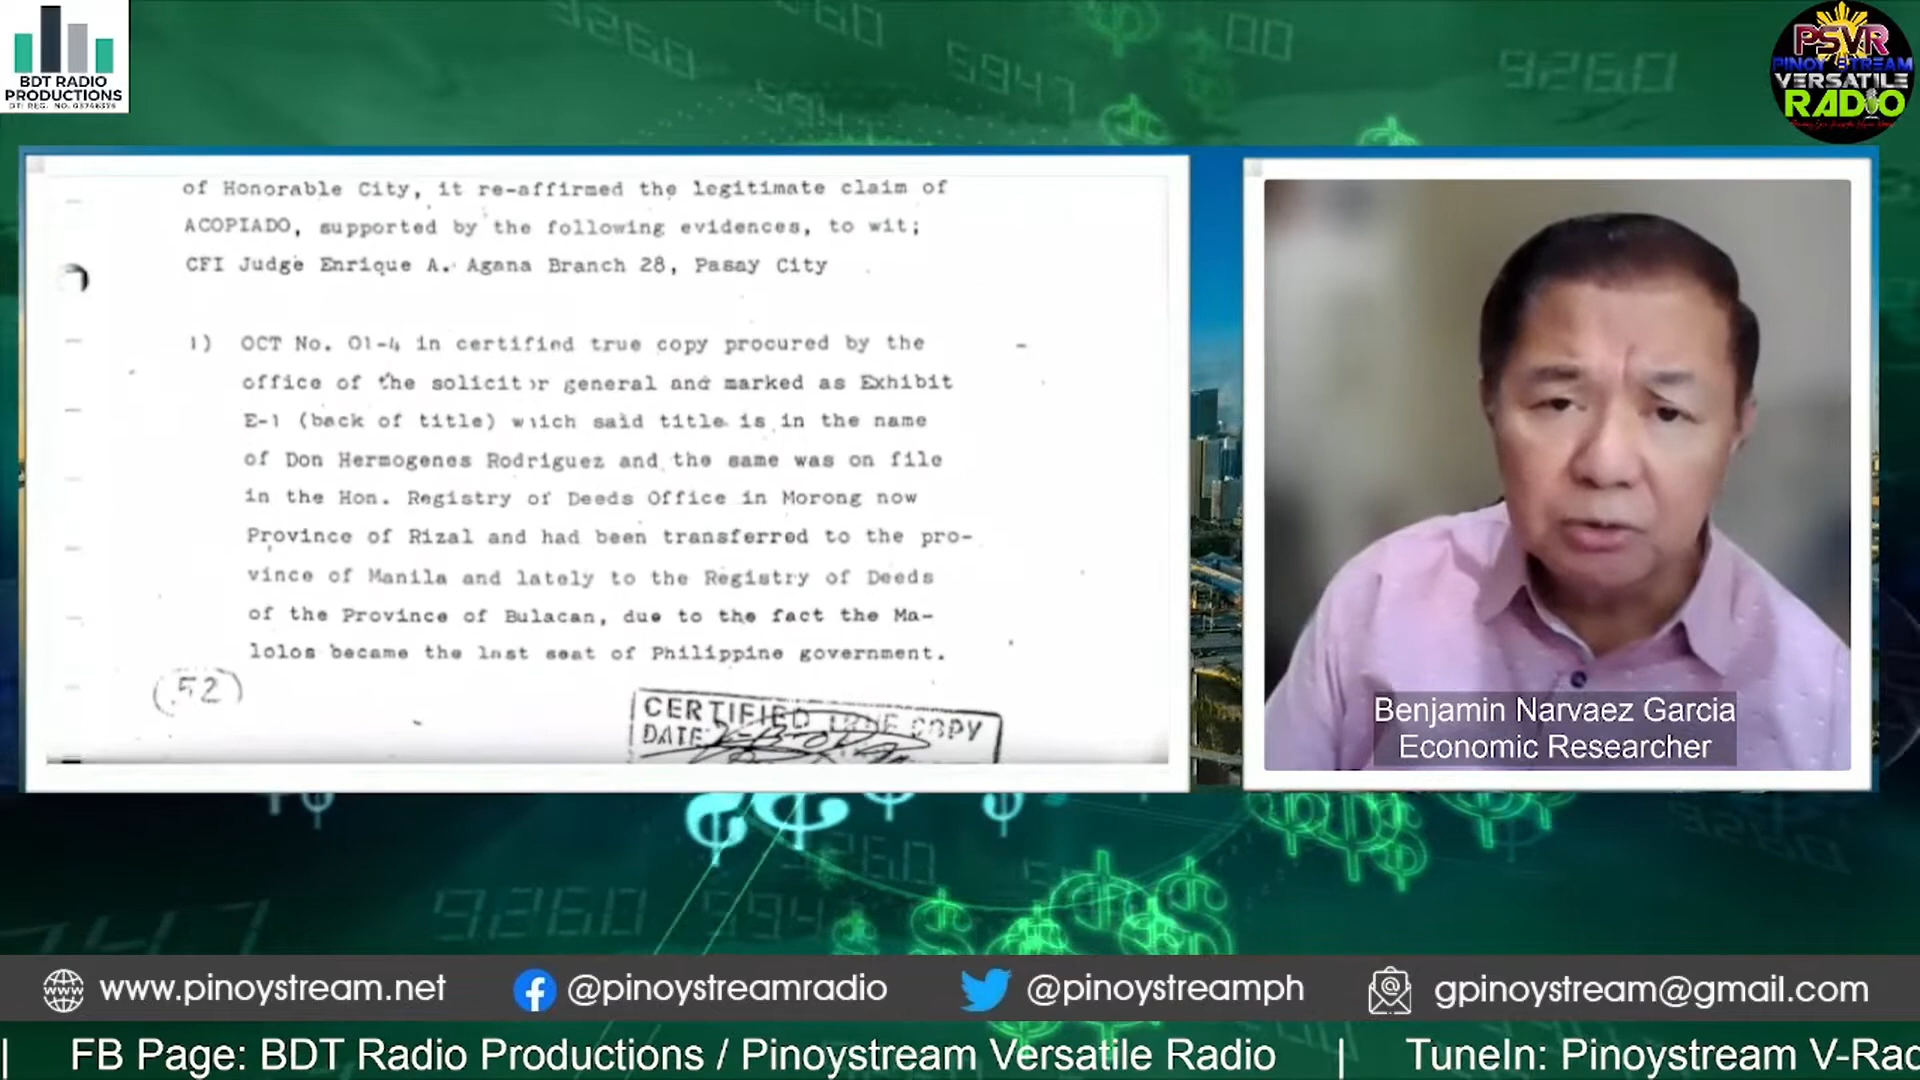 BDT RADIO
PRODUCTIONS
DTI REG. NO. 03746376
PSVR
PINOY STREAM
VERSATILE
RADIO
of Honorable City, it re-affirmed the legitimate claim of
ACOPIADO, supported by the following evidences, to wit;
CFI Judge Enrique A. Agana Branch 28, Pasay City
1) OCT No. 01-4 in certified true copy procured by the
office of the solicitor general and marked as Exhibit
E-1 (back of title) which said title is in the name
of Don Hermogenes Rodriguez and the same was on file
in the Hon. Registry of Deeds Office in Morong now
Province of Rizal and had been transferred to the pro-
vince of Manila and lately to the Registry of Deeds
of the Province of Bulacan, due to the fact the Ma-
lolos became the last seat of Philippine government.
(52)
CERTIFIED TRUE COPY
DATE
Benjamin Narvaez Garcia
Economic Researcher
www.pinoystream.net
@pinoystreamradio
@pinoystreamph
gpinoystream@gmail.com
| FB Page: BDT Radio Productions / Pinoystream Versatile Radio | TuneIn: Pinoystream V-Rad